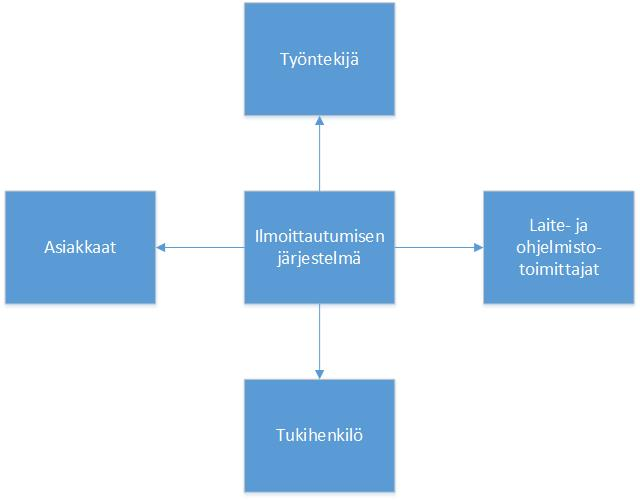 Työntekijä
Asiakkaat
Ilmoittautumisen
järjestelmä
Laite- ja
ohjelmisto-
toimittajat
Tukihenkilö